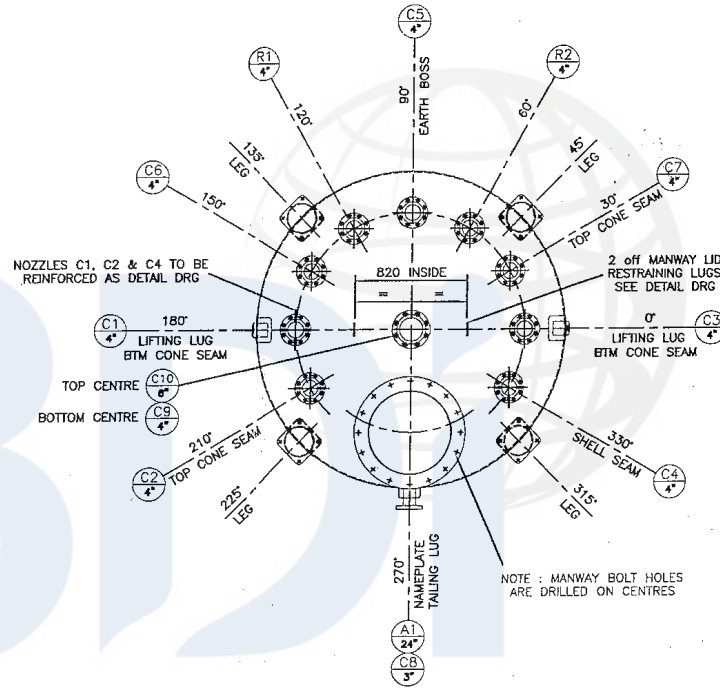 C5
4"
R1
4"
R2
4"
90°
EARTH BOSS
120°
60°
135°
LEG
45°
LEG
C6
4"
150°
C7
4"
30°
TOP CONE SEAM
NOZZLES C1, C2 & C4 TO BE
REINFORCED AS DETAIL DRG
820 INSIDE
= =
2 off MANWAY LID
RESTRAINING LUGS
SEE DETAIL DRG
C1
4"
180°
LIFTING LUG
BTM CONE SEAM
0°
LIFTING LUG
BTM CONE SEAM
C3
4"
TOP CENTRE
C10
BOTTOM CENTRE
C9
4"
210°
TOP CONE SEAM
C2
4"
330°
SHELL SEAM
C4
4"
225°
LEG
315°
LEG
270°
NAMEPLATE
TAILING LUG
NOTE : MANWAY BOLT HOLES
ARE DRILLED ON CENTRES
A1
24"
C8
3"
BDI